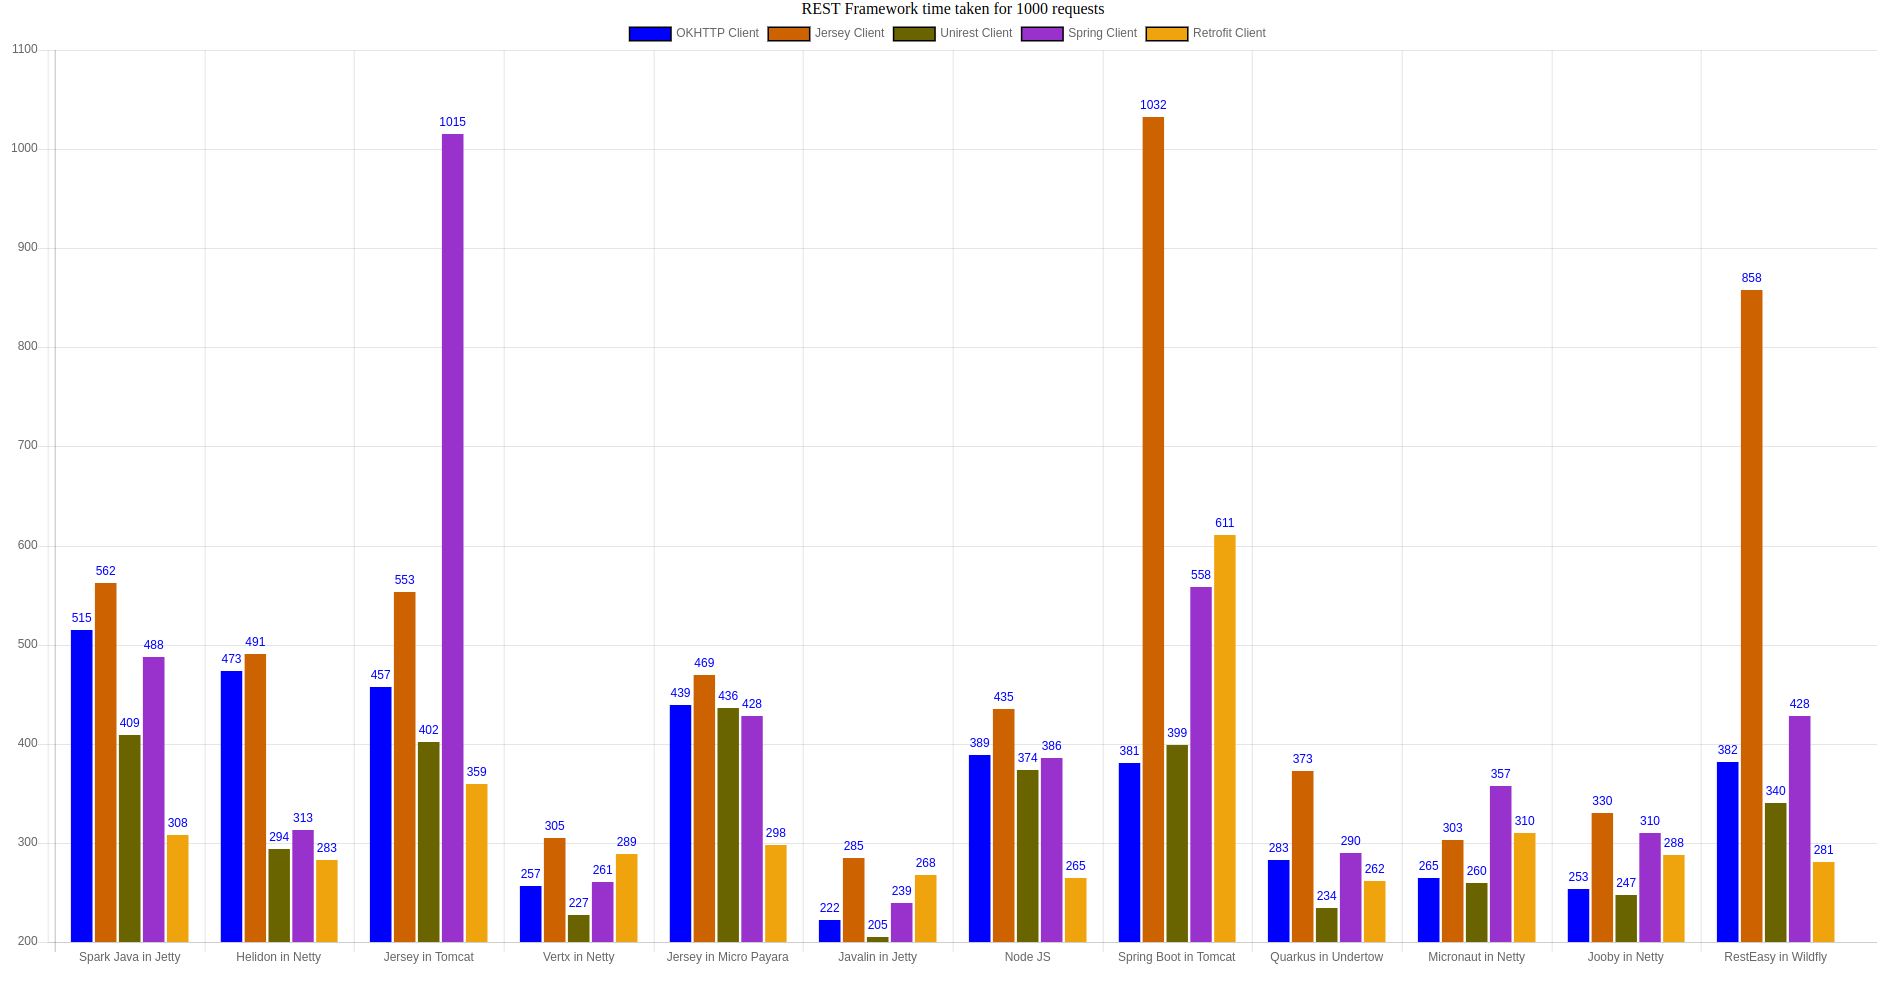 REST Framework time taken for 1000 requests
OKHTTP Client Jersey Client Unirest Client Spring Client Retrofit Client
1100
1000
900
800
700
600
500
400
300
200
515 562 409 488 308
473 491 294 313 283
457 553 402 1015 359
257 305 227 261 289
439 469 436 428 298
222 285 205 239 268
389 435 374 386 265
381 1032 399 558 611
283 373 234 290 262
265 303 260 357 310
253 330 247 310 288
382 858 340 428 281
Spark Java in Jetty Helidon in Netty Jersey in Tomcat Vertx in Netty Jersey in Micro Payara Javalin in Jetty Node JS Spring Boot in Tomcat Quarkus in Undertow Micronaut in Netty Jooby in Netty RestEasy in Wildfly